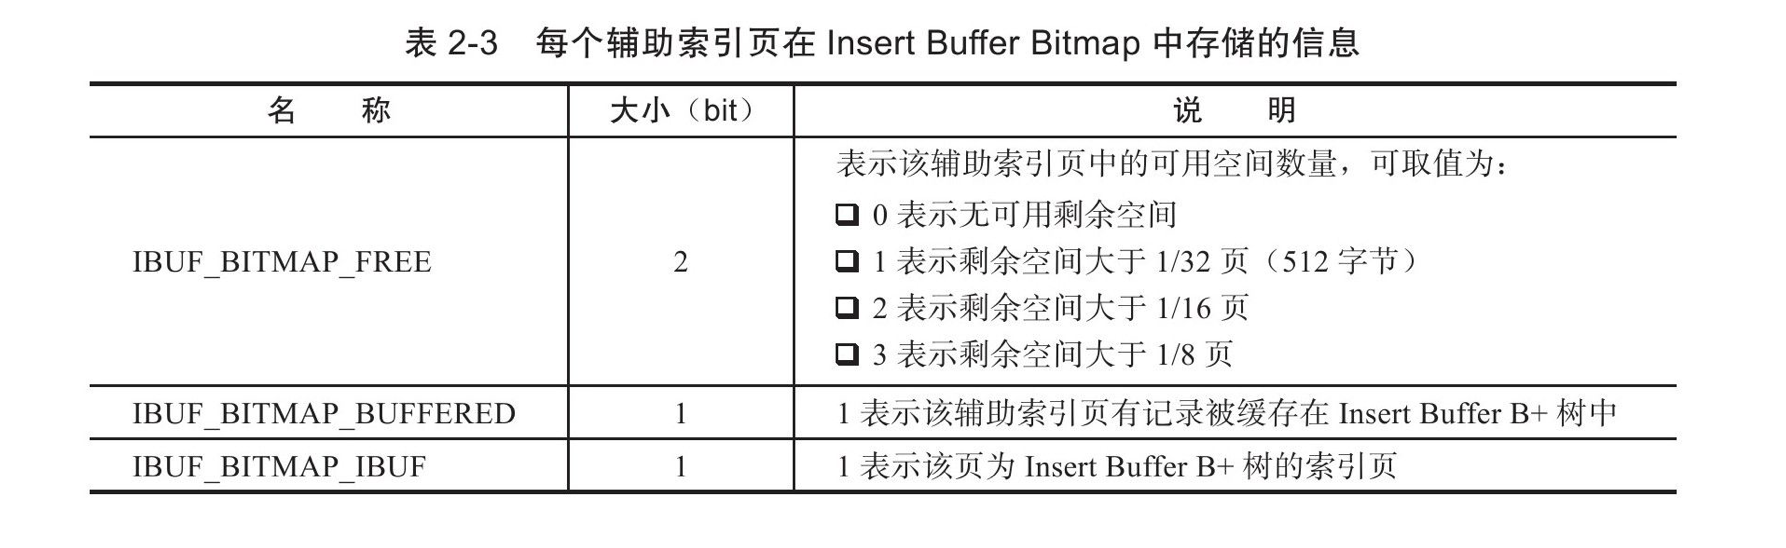 表 2-3 每个辅助索引页在 Insert Buffer Bitmap 中存储的信息
名 称 大小（bit） 说 明
表示该辅助索引页中的可用空间数量，可取值为：
❑ 0 表示无可用剩余空间
IBUF_BITMAP_FREE 2 ❑ 1 表示剩余空间大于 1/32 页（512 字节）
❑ 2 表示剩余空间大于 1/16 页
❑ 3 表示剩余空间大于 1/8 页
IBUF_BITMAP_BUFFERED 1 1 表示该辅助索引页有记录被缓存在 Insert Buffer B+ 树中
IBUF_BITMAP_IBUF 1 1 表示该页为 Insert Buffer B+ 树的索引页